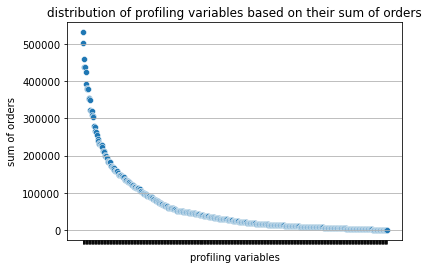 distribution of profiling variables based on their sum of orders
500000
400000
300000
200000
100000
0
sum of orders
profiling variables